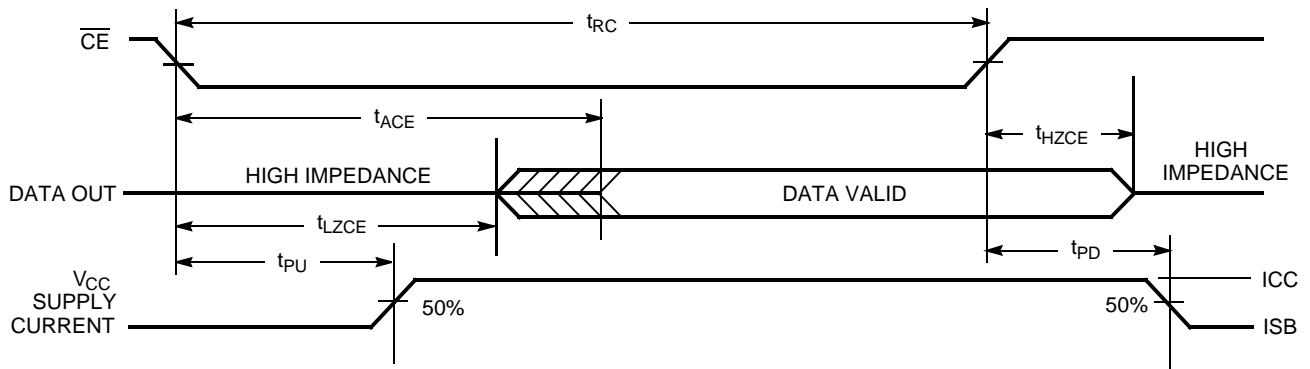 tRC
CE
tACE
tHZCE
HIGH IMPEDANCE
HIGH
IMPEDANCE
DATA OUT
DATA VALID
tLZCE
tPU
tPD
VCC
SUPPLY
CURRENT
50%
50%
ICC
ISB